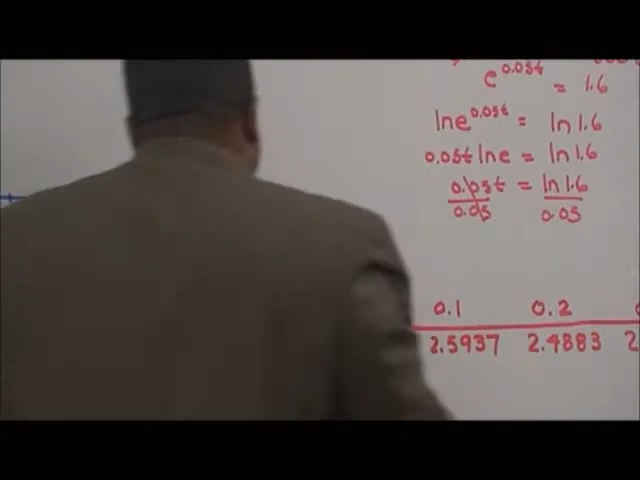 e^0.05t = 1.6
ln e^0.05t = ln 1.6
0.05t ln e = ln 1.6
0.05t = ln 1.6
0.05 0.05
0.1 0.2
2.5937 2.4883 2